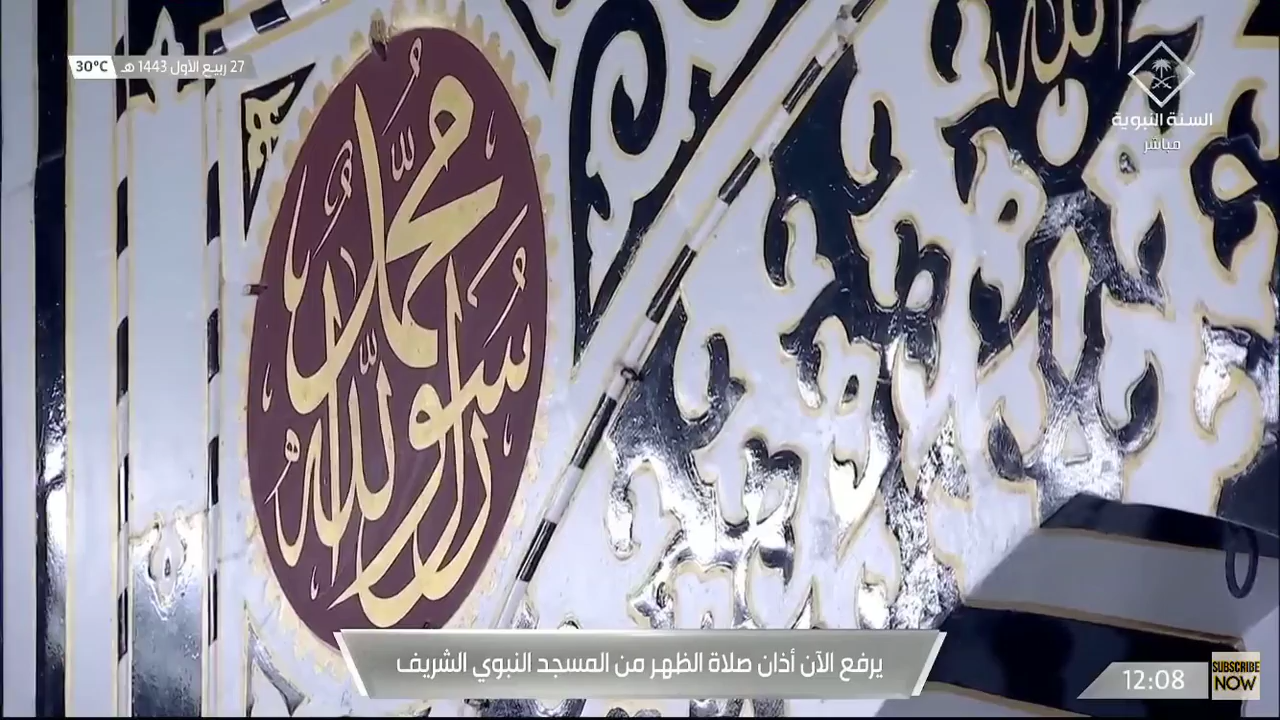 30°C
27 ربيع الأول 1443 هـ
السنة النبوية
مباشر
الله
محمد
رسول الله
يرفع الآن أذان صلاة الظهر من المسجد النبوي الشريف
12:08
SUBSCRIBE
NOW